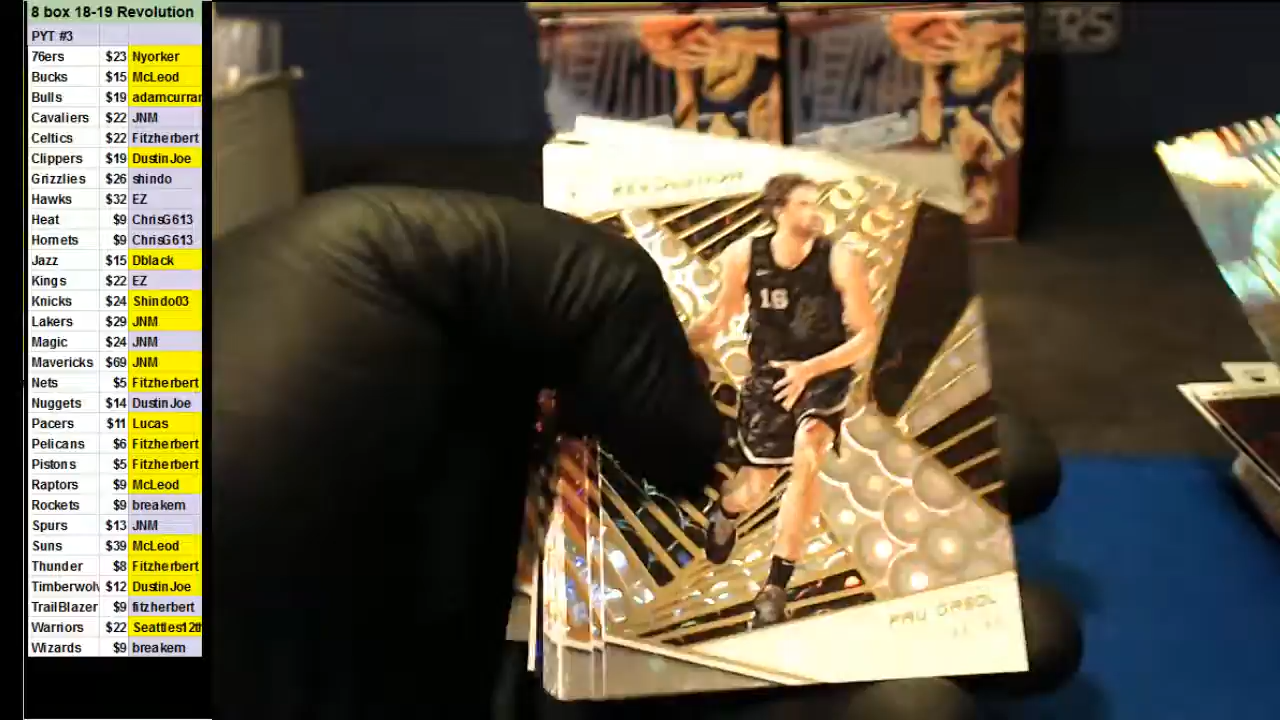 8 box 18-19 Revolution
PYT #3
76ers $23 Nyorker
Bucks $15 McLeod
Bulls $19 adamcurran
Cavaliers $22 JNM
Celtics $22 Fitzherbert
Clippers $19 DustinJoe
Grizzlies $26 shindo
Hawks $32 EZ
Heat $9 ChrisG613
Hornets $9 ChrisG613
Jazz $15 Dblack
Kings $22 EZ
Knicks $24 Shindo03
Lakers $29 JNM
Magic $24 JNM
Mavericks $69 JNM
Nets $5 Fitzherbert
Nuggets $14 DustinJoe
Pacers $11 Lucas
Pelicans $6 Fitzherbert
Pistons $5 Fitzherbert
Raptors $9 McLeod
Rockets $9 breakem
Spurs $13 JNM
Suns $39 McLeod
Thunder $8 Fitzherbert
Timberwolv $12 DustinJoe
TrailBlazer $9 fitzherbert
Warriors $22 Seattles12th
Wizards $9 breakem
REVOLUTION
16
PAU GASOL